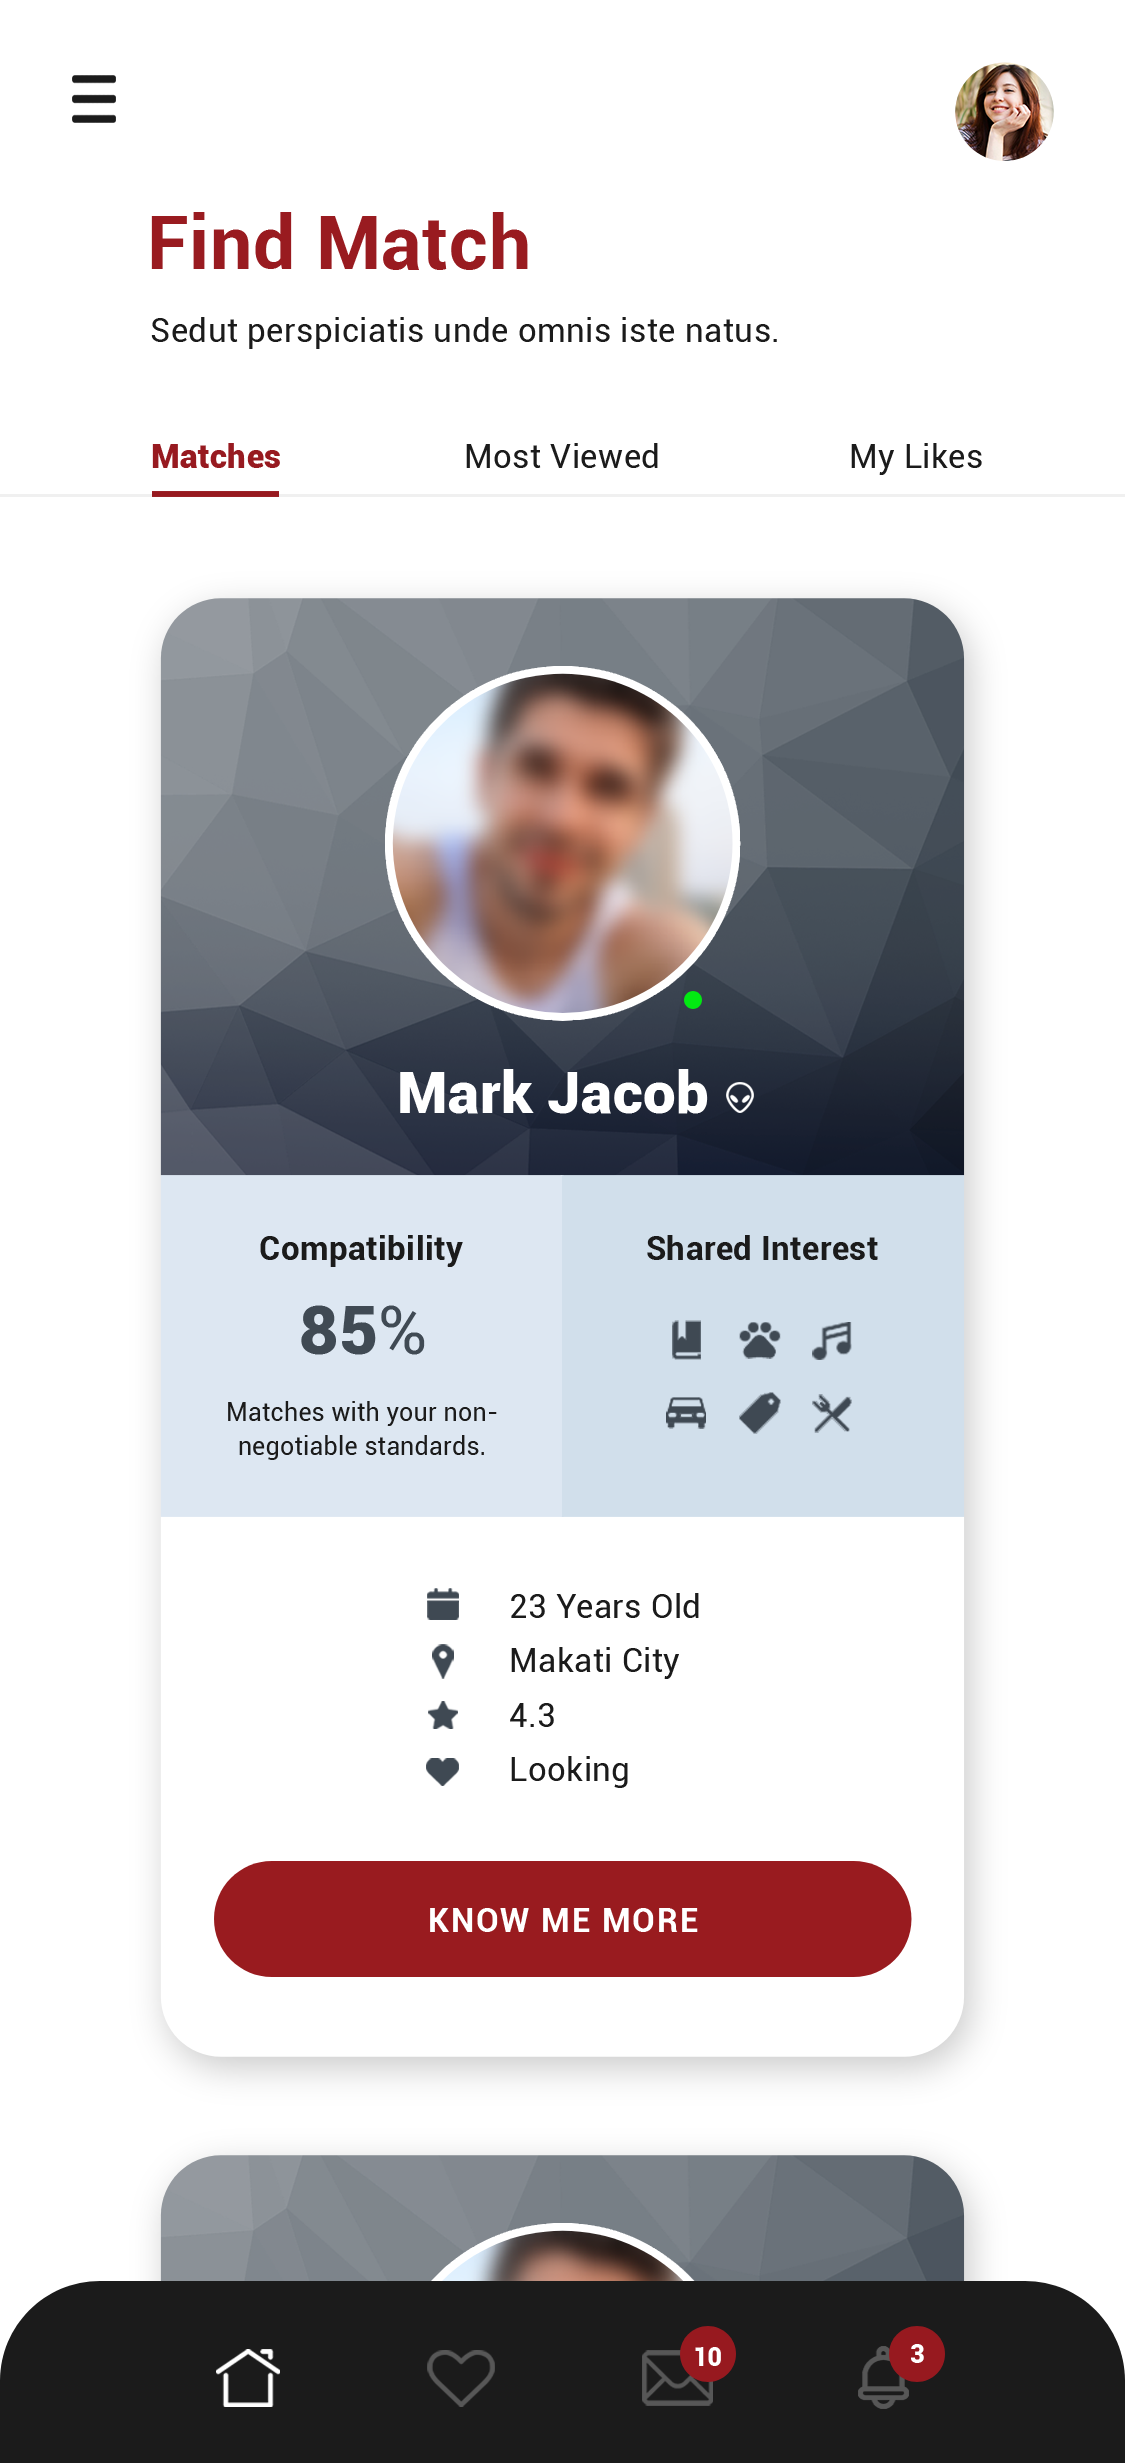 Find Match
Sedut perspiciatis unde omnis iste natus.
Matches
Most Viewed
My Likes
Mark Jacob
Compatibility
85%
Matches with your non-
negotiable standards.
Shared Interest
23 Years Old
Makati City
4.3
Looking
KNOW ME MORE
10
3